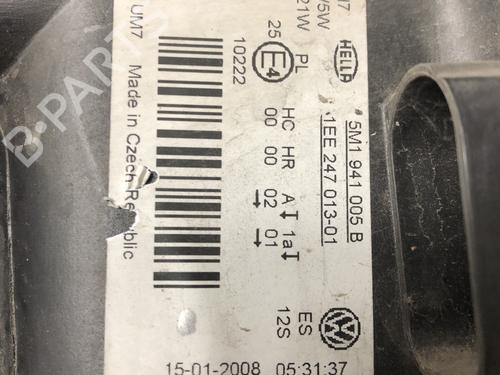 HELLA
5M1 941 005 B
1EE 247 013-01
W5W
21W PL
HC HR A 1a
00 00 02 01
25 E4
10222
ES
12S
UM7
Made in Czech Republic
15-01-2008 05:31:37
B-PARTS